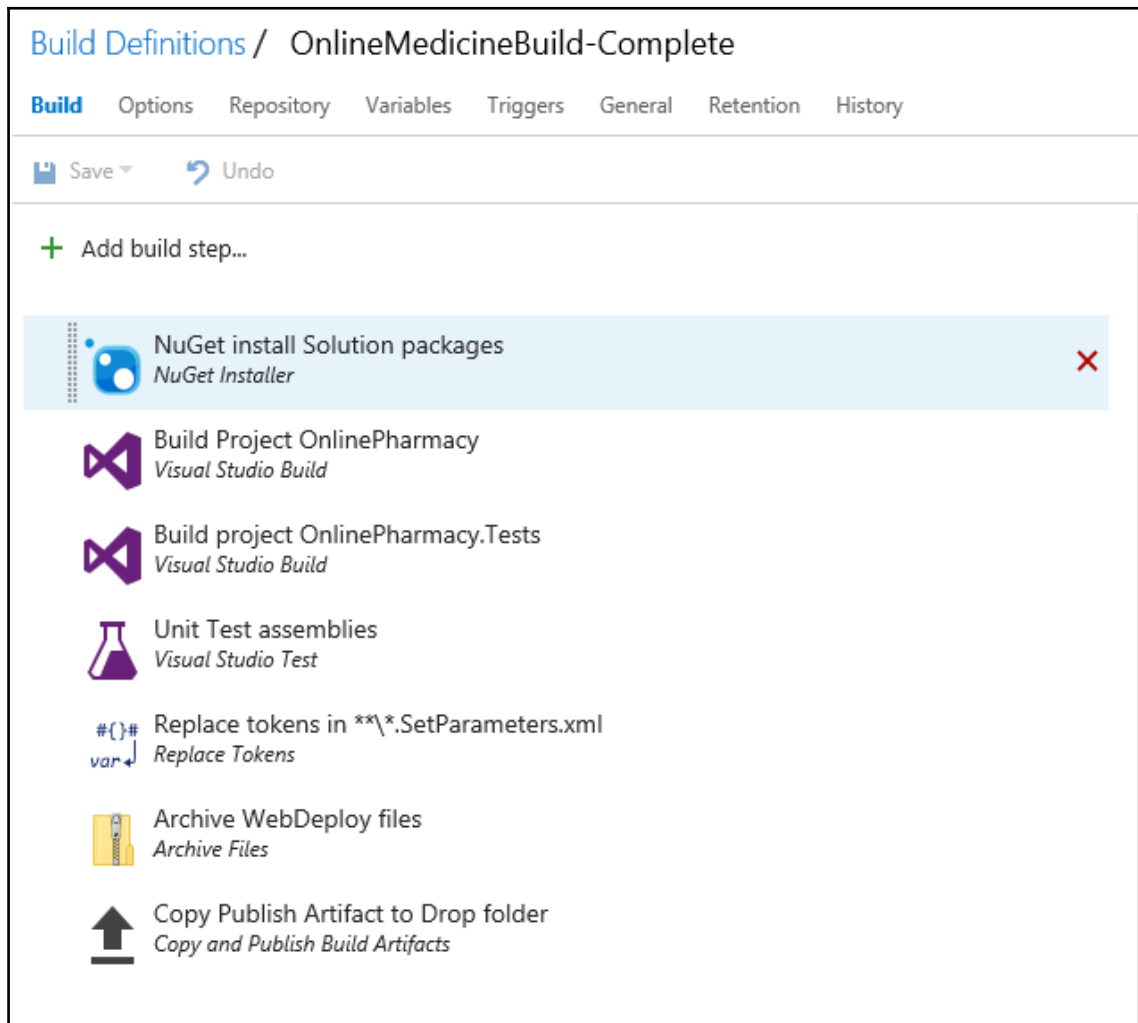 Build Definitions / OnlineMedicineBuild-Complete
Build Options Repository Variables Triggers General Retention History
Save Undo
+ Add build step...
NuGet install Solution packages
NuGet Installer
Build Project OnlinePharmacy
Visual Studio Build
Build project OnlinePharmacy.Tests
Visual Studio Build
Unit Test assemblies
Visual Studio Test
#{}# Replace tokens in **\*.SetParameters.xml
var Replace Tokens
Archive WebDeploy files
Archive Files
Copy Publish Artifact to Drop folder
Copy and Publish Build Artifacts